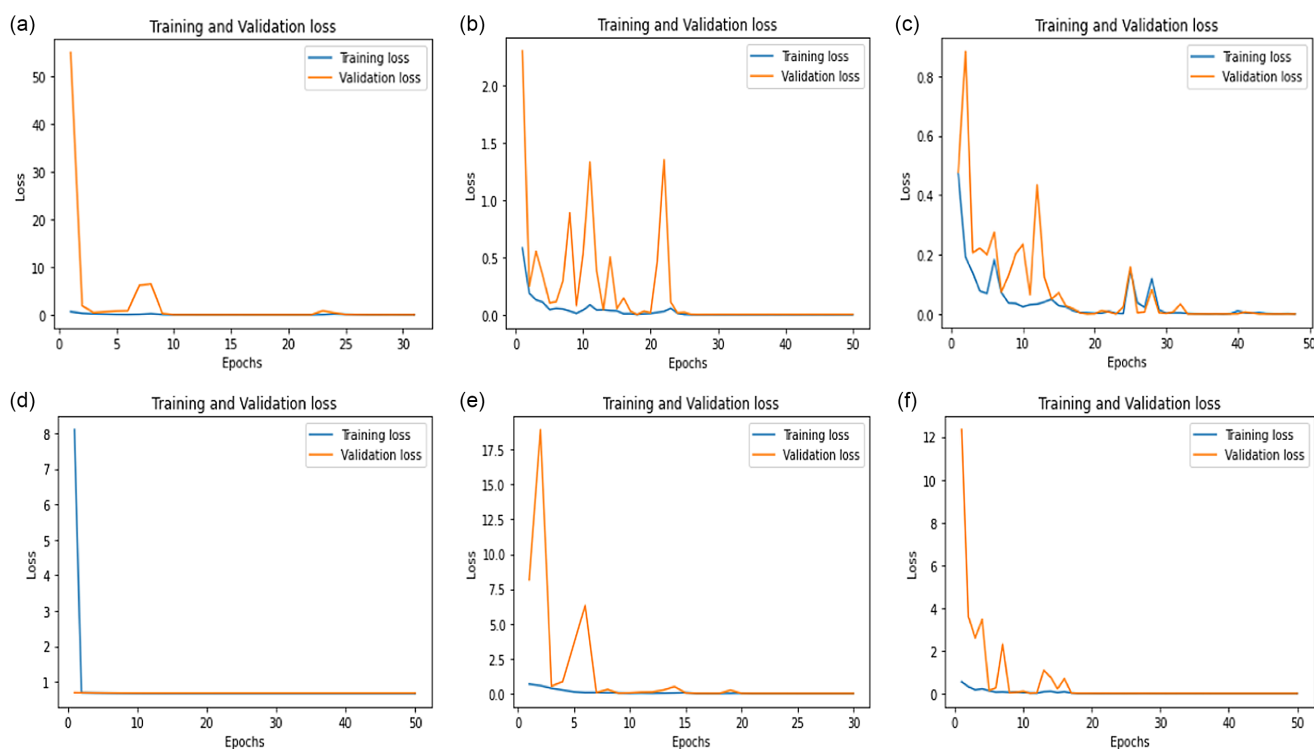 (a)
Training and Validation loss
Training loss
Validation loss
50
40
30
20
10
0
Loss
0 5 10 15 20 25 30
Epochs
(b)
Training and Validation loss
Training loss
Validation loss
2.0
1.5
1.0
0.5
0.0
Loss
0 10 20 30 40 50
Epochs
(c)
Training and Validation loss
Training loss
Validation loss
0.8
0.6
0.4
0.2
0.0
Loss
0 10 20 30 40 50
Epochs
(d)
Training and Validation loss
Training loss
Validation loss
8
7
6
5
4
3
2
1
Loss
0 10 20 30 40 50
Epochs
(e)
Training and Validation loss
Training loss
Validation loss
17.5
15.0
12.5
10.0
7.5
5.0
2.5
0.0
Loss
0 5 10 15 20 25 30
Epochs
(f)
Training and Validation loss
Training loss
Validation loss
12
10
8
6
4
2
0
Loss
0 10 20 30 40 50
Epochs